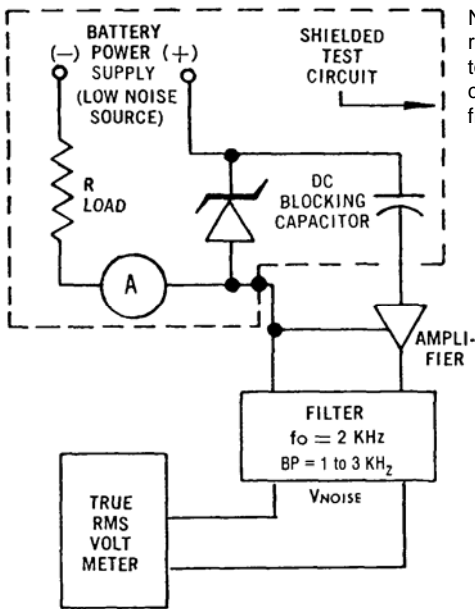 BATTERY
(-) POWER (+)
SUPPLY
(LOW NOISE
SOURCE)
SHIELDED
TEST
CIRCUIT
R
LOAD
DC
BLOCKING
CAPACITOR
A
AMPLI-
FIER
FILTER
fo = 2 KHz
BP = 1 to 3 KHz
VNOISE
TRUE
RMS
VOLT
METER